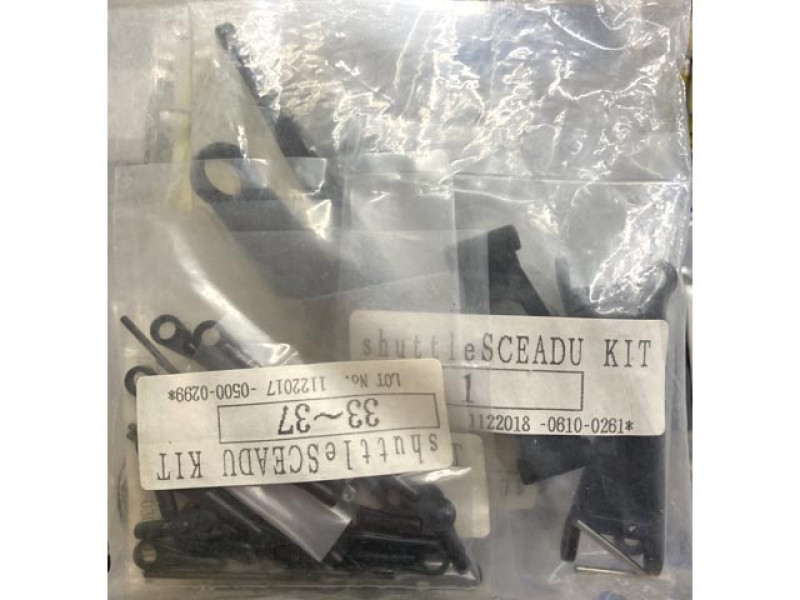 shuttleSCEADU KIT
1
1122018 -0610-0261*
shuttleSCEADU KIT
33~37
LOT No. 1122017 -0500-0299*